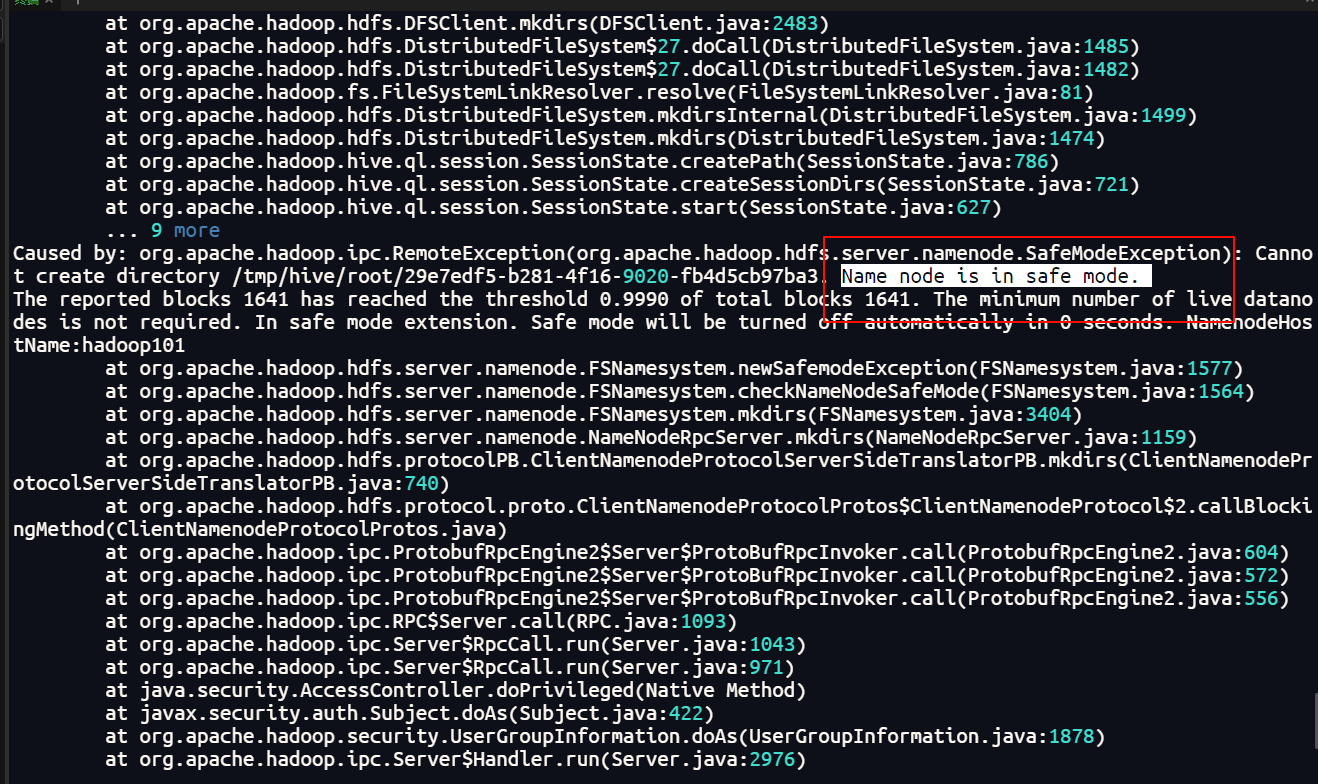 终端
at org.apache.hadoop.hdfs.DFSClient.mkdirs(DFSClient.java:2483)
at org.apache.hadoop.hdfs.DistributedFileSystem$27.doCall(DistributedFileSystem.java:1485)
at org.apache.hadoop.hdfs.DistributedFileSystem$27.doCall(DistributedFileSystem.java:1482)
at org.apache.hadoop.fs.FileSystemLinkResolver.resolve(FileSystemLinkResolver.java:81)
at org.apache.hadoop.hdfs.DistributedFileSystem.mkdirsInternal(DistributedFileSystem.java:1499)
at org.apache.hadoop.hdfs.DistributedFileSystem.mkdirs(DistributedFileSystem.java:1474)
at org.apache.hadoop.hive.ql.session.SessionState.createPath(SessionState.java:786)
at org.apache.hadoop.hive.ql.session.SessionState.createSessionDirs(SessionState.java:721)
at org.apache.hadoop.hive.ql.session.SessionState.start(SessionState.java:627)
... 9 more
Caused by: org.apache.hadoop.ipc.RemoteException(org.apache.hadoop.hdfs.server.namenode.SafeModeException): Canno
t create directory /tmp/hive/root/29e7edf5-b281-4f16-9020-fb4d5cb97ba3. Name node is in safe mode.
The reported blocks 1641 has reached the threshold 0.9990 of total blocks 1641. The minimum number of live datano
des is not required. In safe mode extension. Safe mode will be turned off automatically in 0 seconds. NamenodeHos
tName:hadoop101
at org.apache.hadoop.hdfs.server.namenode.FSNamesystem.newSafemodeException(FSNamesystem.java:1577)
at org.apache.hadoop.hdfs.server.namenode.FSNamesystem.checkNameNodeSafeMode(FSNamesystem.java:1564)
at org.apache.hadoop.hdfs.server.namenode.FSNamesystem.mkdirs(FSNamesystem.java:3404)
at org.apache.hadoop.hdfs.server.namenode.NameNodeRpcServer.mkdirs(NameNodeRpcServer.java:1159)
at org.apache.hadoop.hdfs.protocolPB.ClientNamenodeProtocolServerSideTranslatorPB.mkdirs(ClientNamenodePr
otocolServerSideTranslatorPB.java:740)
at org.apache.hadoop.hdfs.protocol.proto.ClientNamenodeProtocolProtos$ClientNamenodeProtocol$2.callBlocki
ngMethod(ClientNamenodeProtocolProtos.java)
at org.apache.hadoop.ipc.ProtobufRpcEngine2$Server$ProtoBufRpcInvoker.call(ProtobufRpcEngine2.java:604)
at org.apache.hadoop.ipc.ProtobufRpcEngine2$Server$ProtoBufRpcInvoker.call(ProtobufRpcEngine2.java:572)
at org.apache.hadoop.ipc.ProtobufRpcEngine2$Server$ProtoBufRpcInvoker.call(ProtobufRpcEngine2.java:556)
at org.apache.hadoop.ipc.RPC$Server.call(RPC.java:1093)
at org.apache.hadoop.ipc.Server$RpcCall.run(Server.java:1043)
at org.apache.hadoop.ipc.Server$RpcCall.run(Server.java:971)
at java.security.AccessController.doPrivileged(Native Method)
at javax.security.auth.Subject.doAs(Subject.java:422)
at org.apache.hadoop.security.UserGroupInformation.doAs(UserGroupInformation.java:1878)
at org.apache.hadoop.ipc.Server$Handler.run(Server.java:2976)